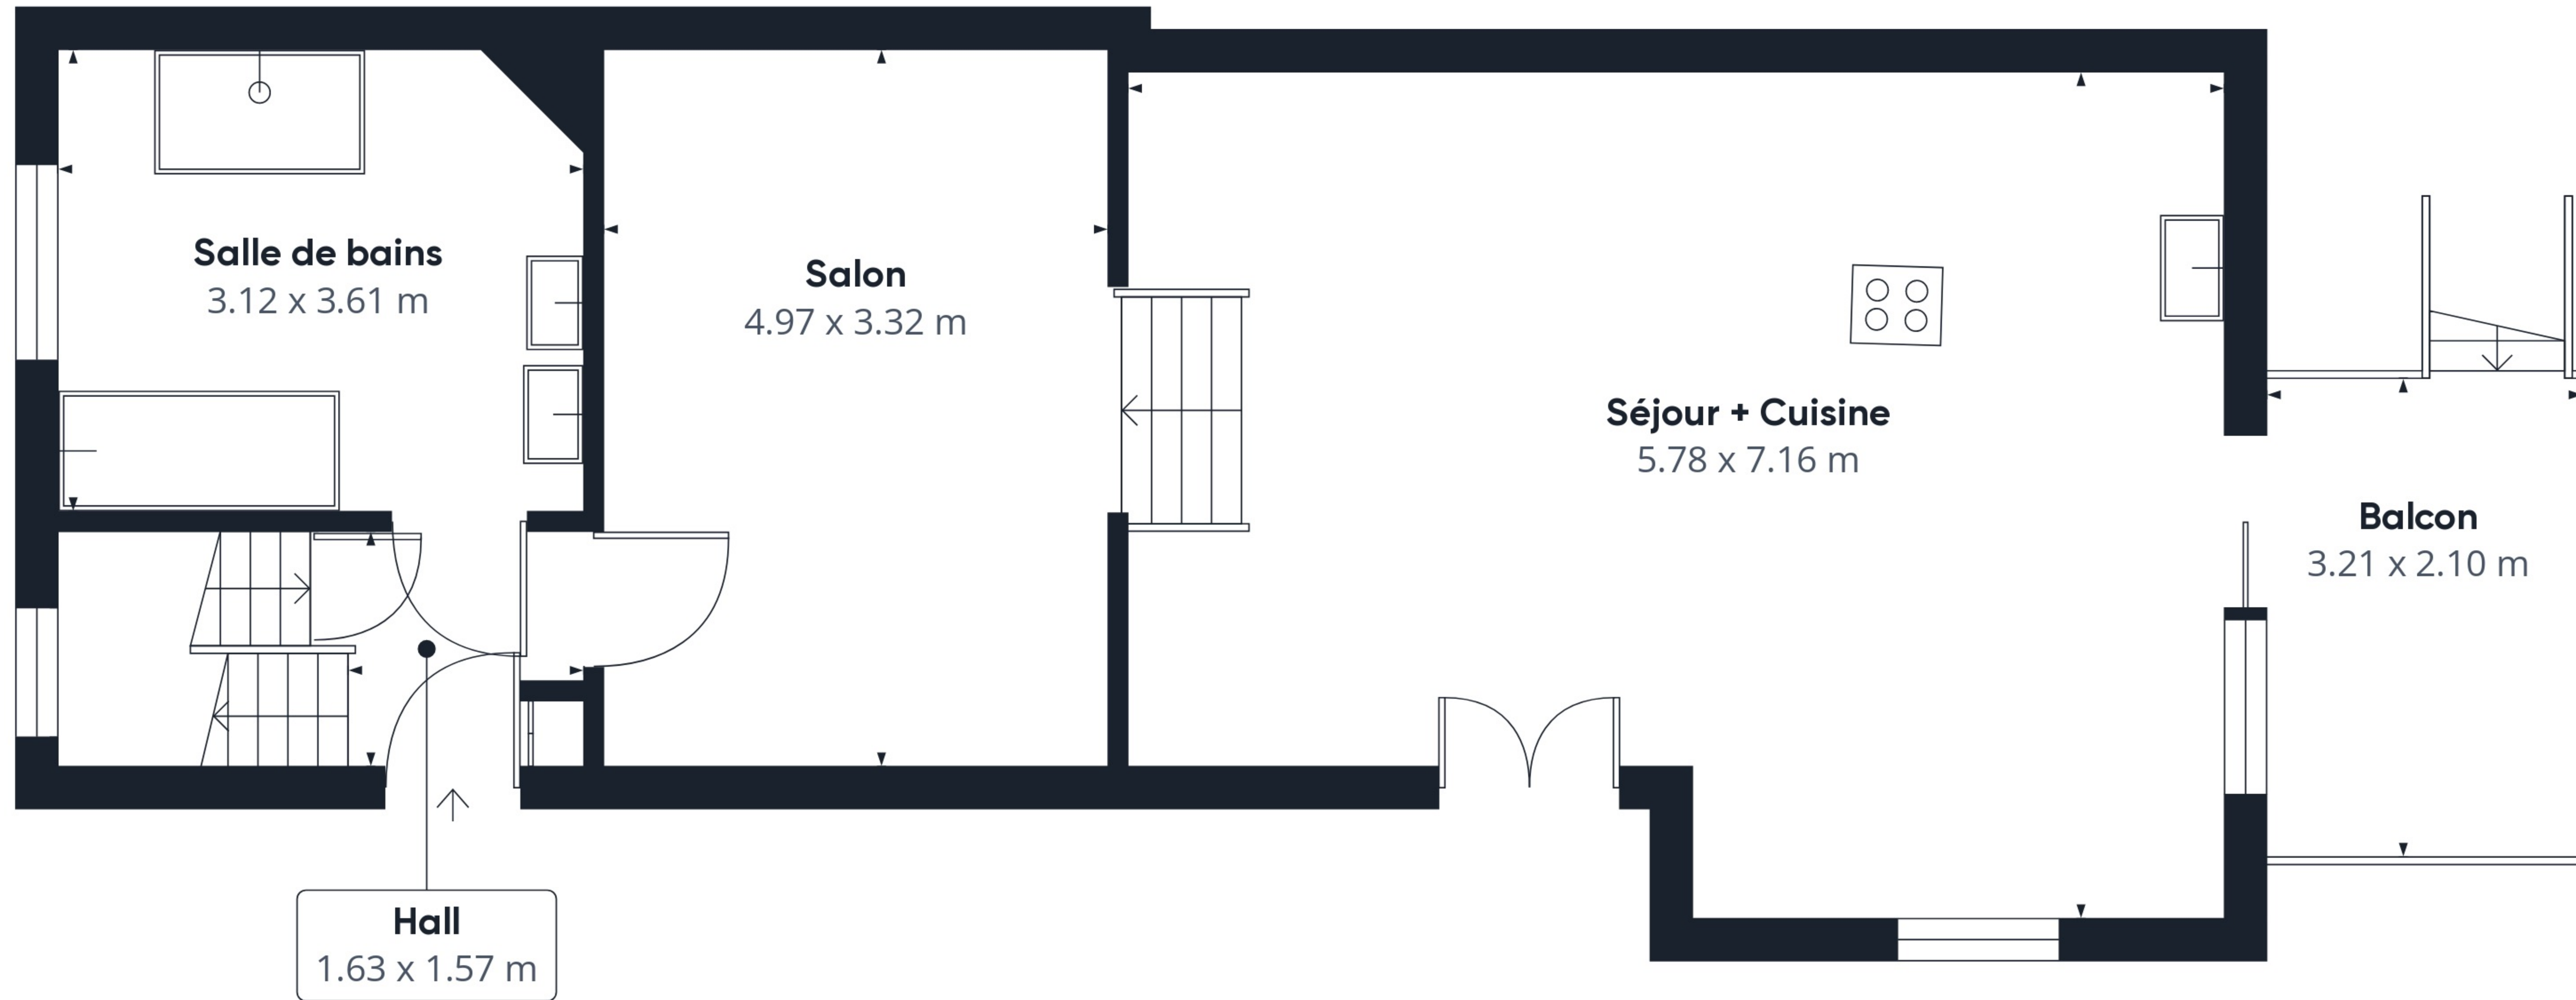 Salle de bains
3.12 x 3.61 m
Salon
4.97 x 3.32 m
Séjour + Cuisine
5.78 x 7.16 m
Balcon
3.21 x 2.10 m
Hall
1.63 x 1.57 m